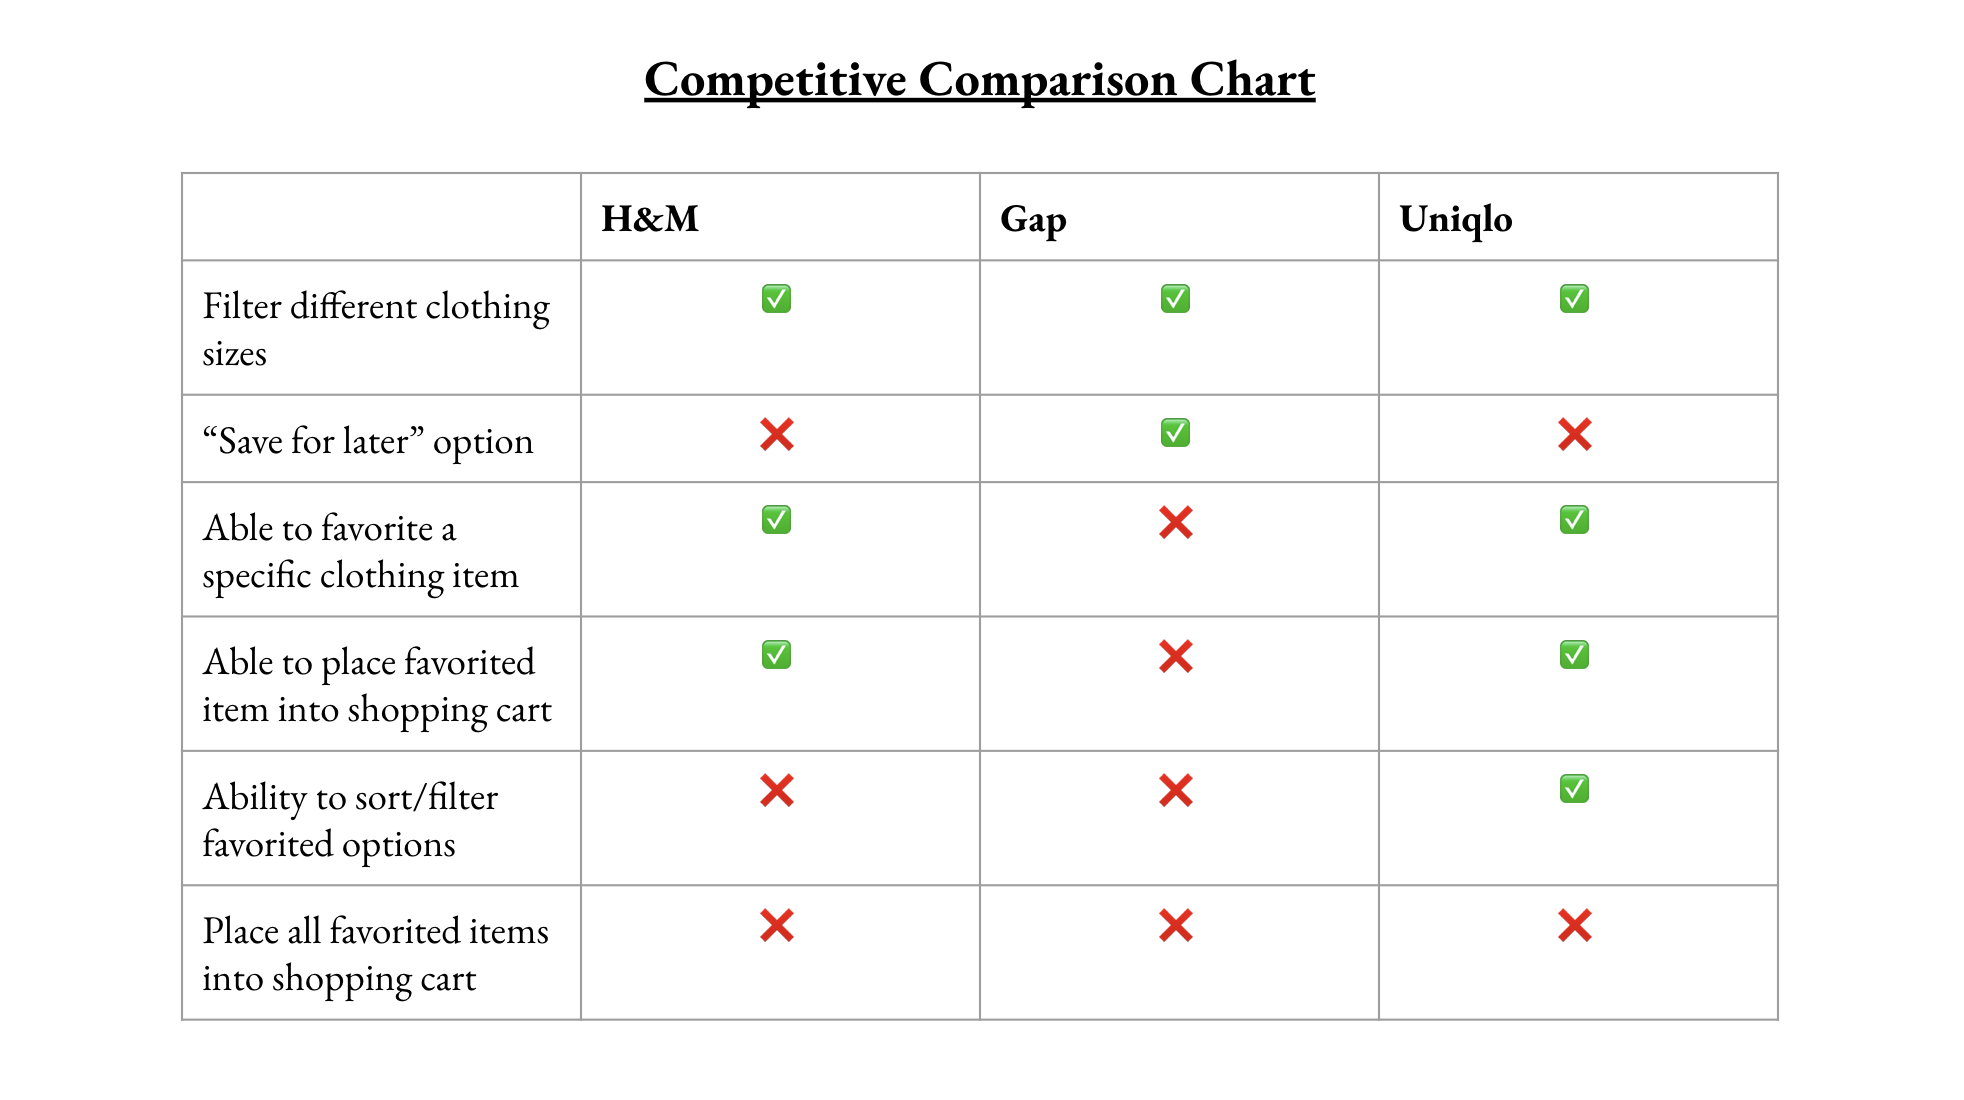 Competitive Comparison Chart
H&M Gap Uniqlo
Filter different clothing
sizes
✅ ✅ ✅
“Save for later” option ❌ ✅ ❌
Able to favorite a
specific clothing item
✅ ❌ ✅
Able to place favorited
item into shopping cart
✅ ❌ ✅
Ability to sort/filter
favorited options
❌ ❌ ✅
Place all favorited items
into shopping cart
❌ ❌ ❌